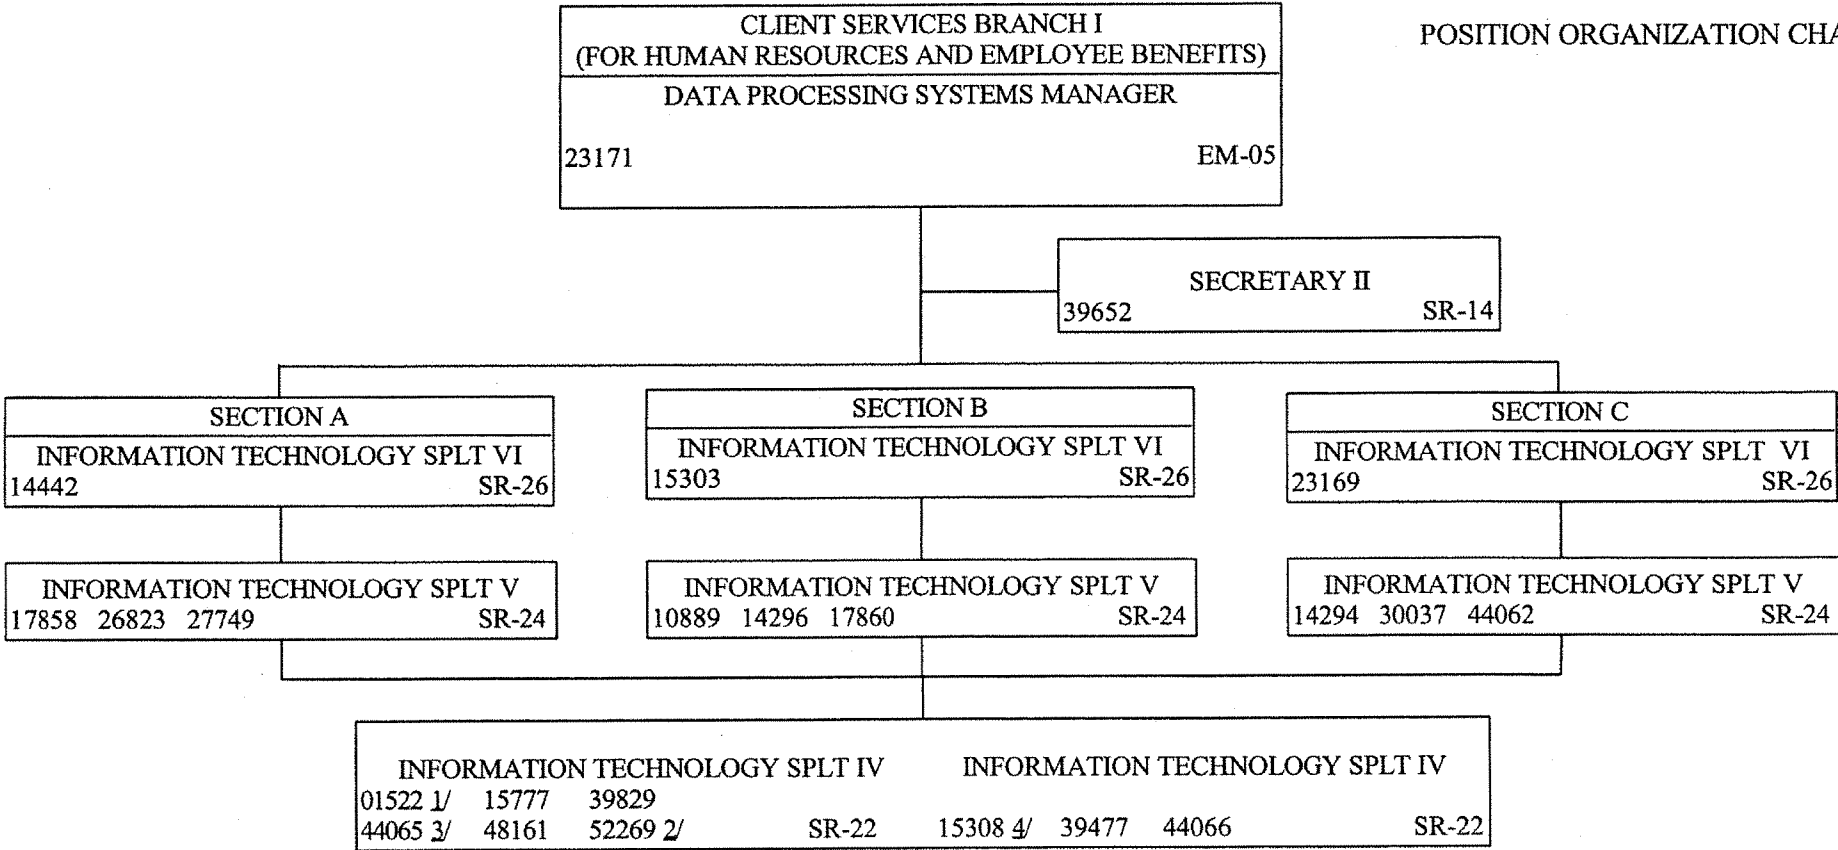 CLIENT SERVICES BRANCH I
(FOR HUMAN RESOURCES AND EMPLOYEE BENEFITS)
DATA PROCESSING SYSTEMS MANAGER
23171 EM-05
POSITION ORGANIZATION CHA
SECRETARY II
39652 SR-14
SECTION A
INFORMATION TECHNOLOGY SPLT VI
14442 SR-26
SECTION B
INFORMATION TECHNOLOGY SPLT VI
15303 SR-26
SECTION C
INFORMATION TECHNOLOGY SPLT VI
23169 SR-26
INFORMATION TECHNOLOGY SPLT V
17858 26823 27749 SR-24
INFORMATION TECHNOLOGY SPLT V
10889 14296 17860 SR-24
INFORMATION TECHNOLOGY SPLT V
14294 30037 44062 SR-24
INFORMATION TECHNOLOGY SPLT IV
01522 1/ 15777 39829
44065 3/ 48161 52269 2/ SR-22
INFORMATION TECHNOLOGY SPLT IV
15308 4/ 39477 44066 SR-22